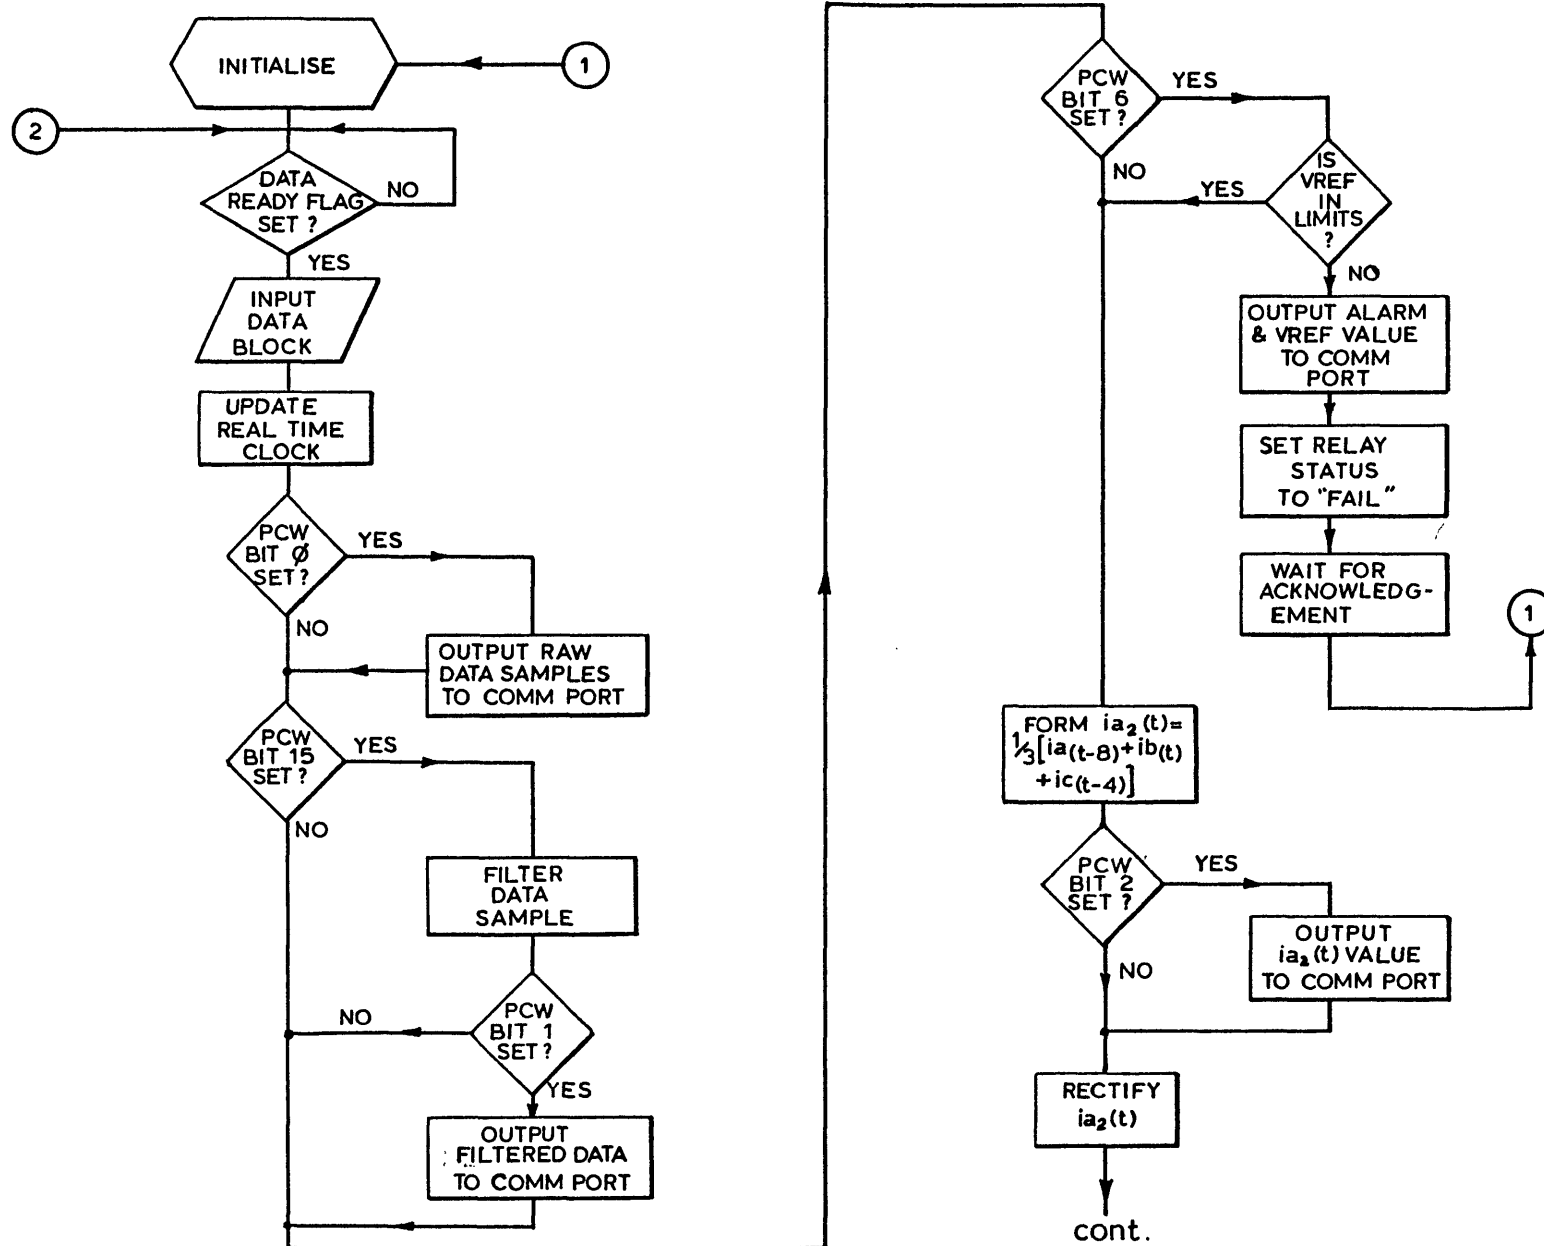 INITIALISE
1
2
DATA
READY FLAG
SET ?
NO
YES
INPUT
DATA
BLOCK
UPDATE
REAL TIME
CLOCK
PCW
BIT Ø
SET?
YES
NO
OUTPUT RAW
DATA SAMPLES
TO COMM PORT
PCW
BIT 15
SET?
YES
NO
FILTER
DATA
SAMPLE
PCW
BIT 1
SET?
NO
YES
OUTPUT
FILTERED DATA
TO COMM PORT
PCW
BIT 6
SET?
YES
NO
IS
VREF
IN
LIMITS
?
YES
NO
OUTPUT ALARM
& VREF VALUE
TO COMM
PORT
SET RELAY
STATUS
TO "FAIL"
WAIT FOR
ACKNOWLEDG-
EMENT
1
FORM ia₂(t)=
⅓[ia(t-8)+ib(t)
+ic(t-4)]
PCW
BIT 2
SET?
YES
NO
OUTPUT
ia₂(t) VALUE
TO COMM PORT
RECTIFY
ia₂(t)
cont.